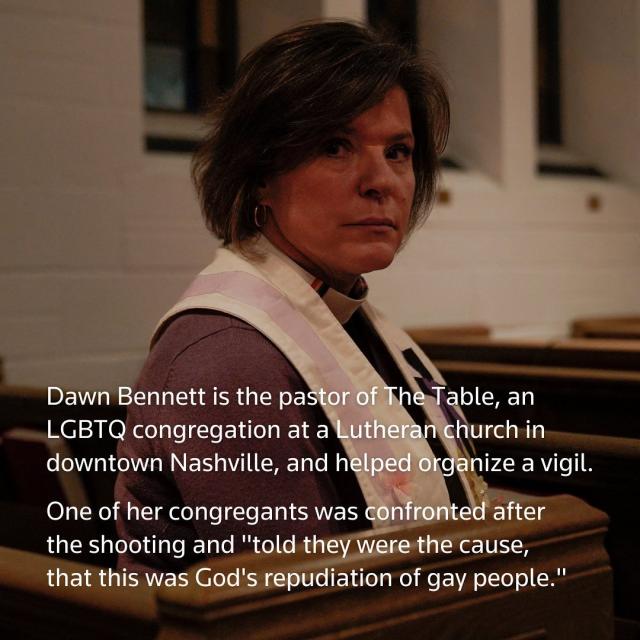 Dawn Bennett is the pastor of The Table, an
LGBTQ congregation at a Lutheran church in
downtown Nashville, and helped organize a vigil.
One of her congregants was confronted after
the shooting and "told they were the cause,
that this was God's repudiation of gay people."